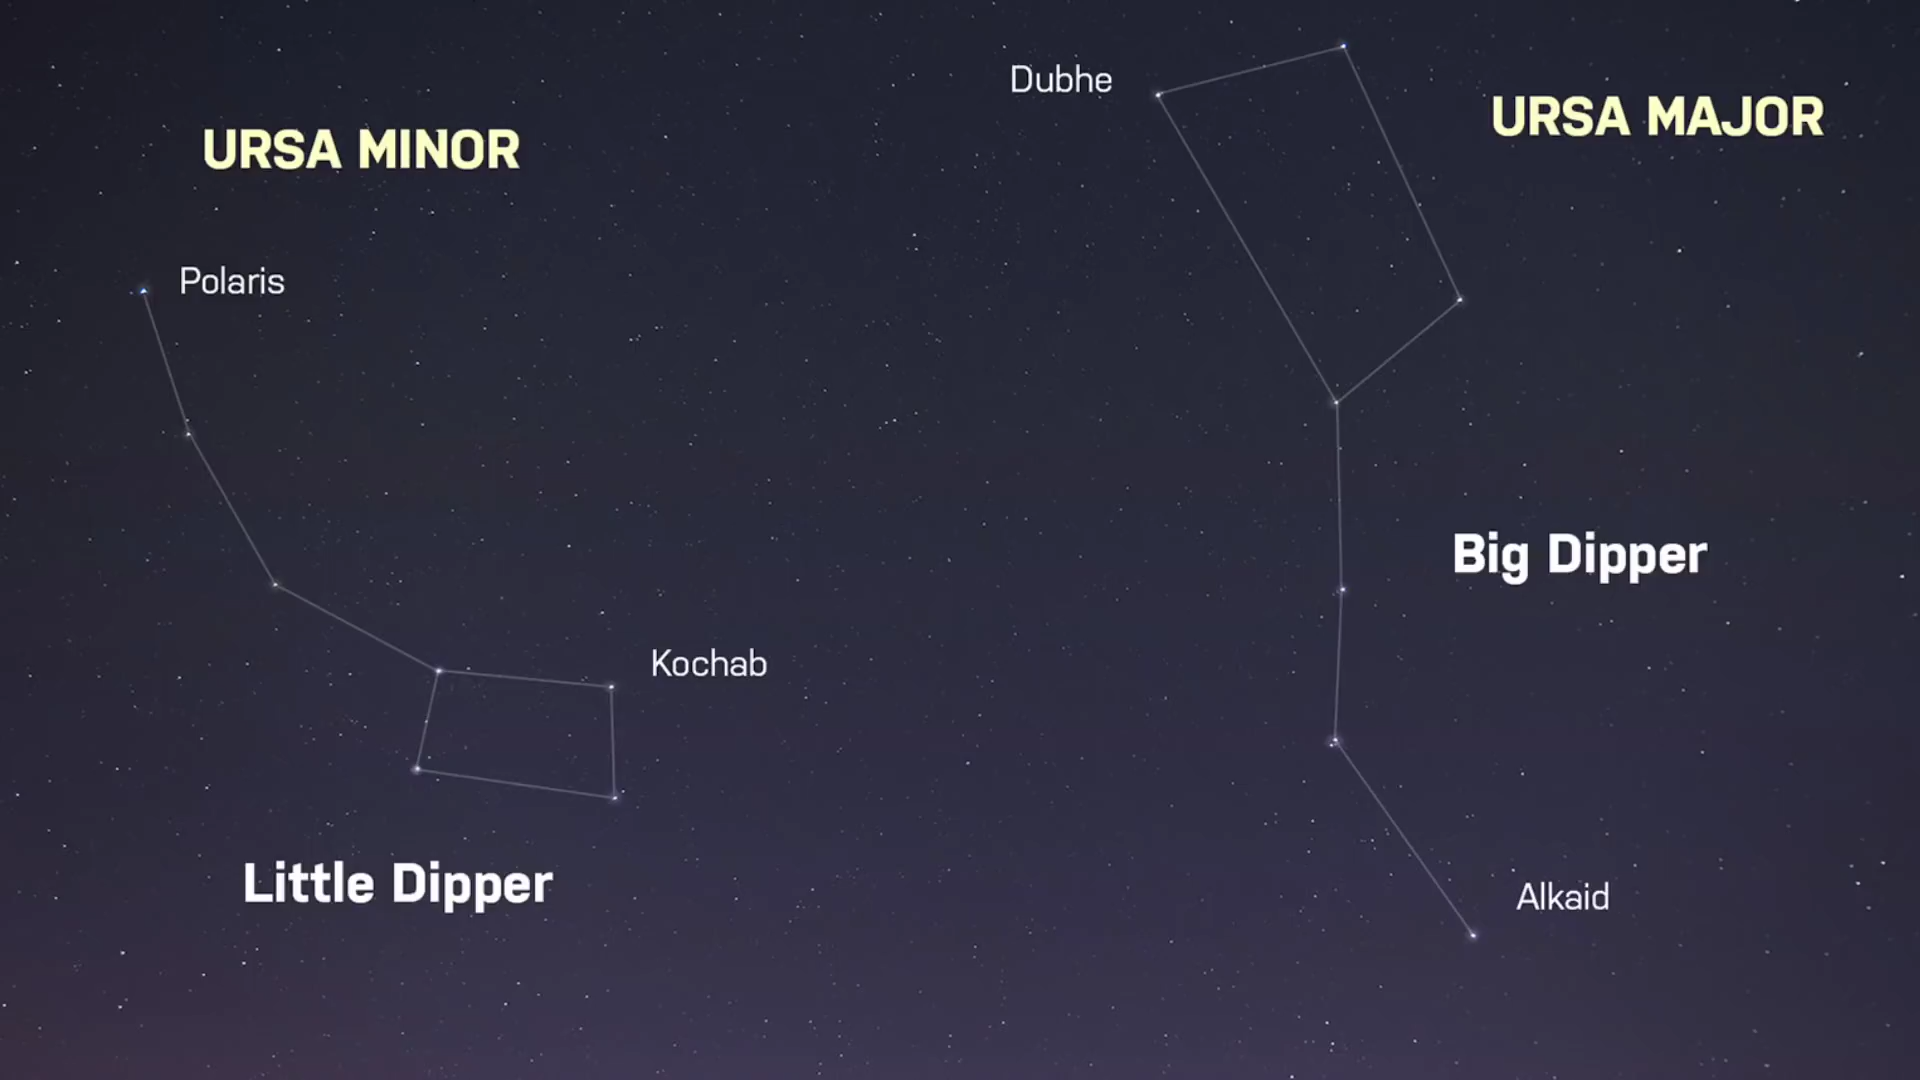 Dubhe
URSA MAJOR
URSA MINOR
Polaris
Big Dipper
Kochab
Little Dipper
Alkaid